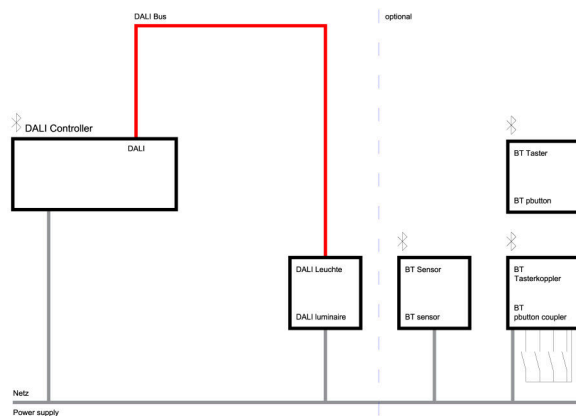 DALI Bus
optional
DALI Controller
DALI
BT Taster
BT pbutton
DALI Leuchte
DALI luminaire
BT Sensor
BT sensor
BT
Tasterkoppler
BT
pbutton coupler
Netz
Power supply